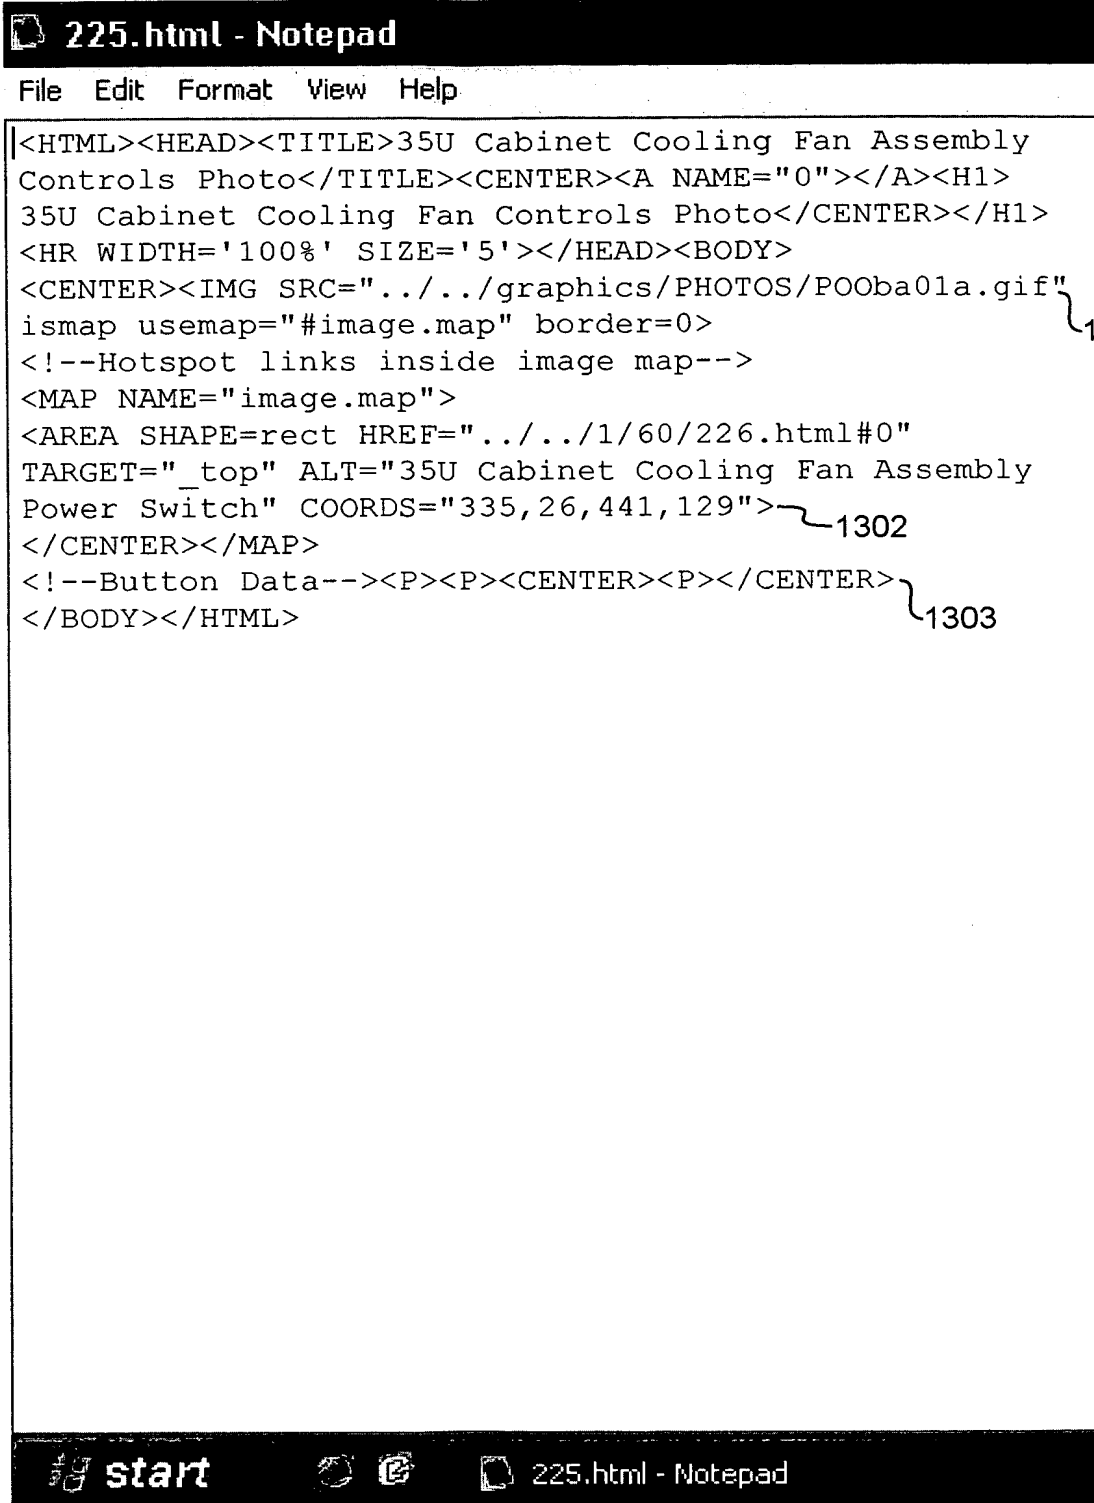 225.html - Notepad
File Edit Format View Help
<HTML><HEAD><TITLE>35U Cabinet Cooling Fan Assembly
Controls Photo</TITLE><CENTER><A NAME="0"></A><H1>
35U Cabinet Cooling Fan Controls Photo</CENTER></H1>
<HR WIDTH='100%' SIZE='5'></HEAD><BODY>
<CENTER><IMG SRC="../../graphics/PHOTOS/POOba01a.gif"
ismap usemap="#image.map" border=0>
<!--Hotspot links inside image map-->
<MAP NAME="image.map">
<AREA SHAPE=rect HREF="../../1/60/226.html#0"
TARGET="_top" ALT="35U Cabinet Cooling Fan Assembly
Power Switch" COORDS="335,26,441,129">
1302
</CENTER></MAP>
<!--Button Data--><P><P><CENTER><P></CENTER>
</BODY></HTML>
1303
start
225.html - Notepad